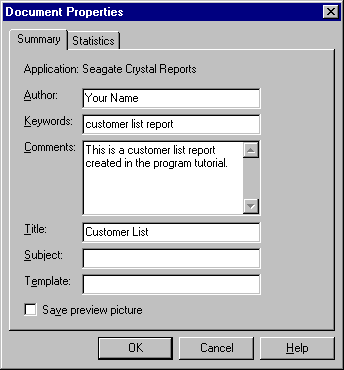 Document Properties
Summary Statistics
Application: Seagate Crystal Reports
Author: Your Name
Keywords: customer list report
Comments: This is a customer list report
created in the program tutorial.
Title: Customer List
Subject:
Template:
Save preview picture
OK Cancel Help